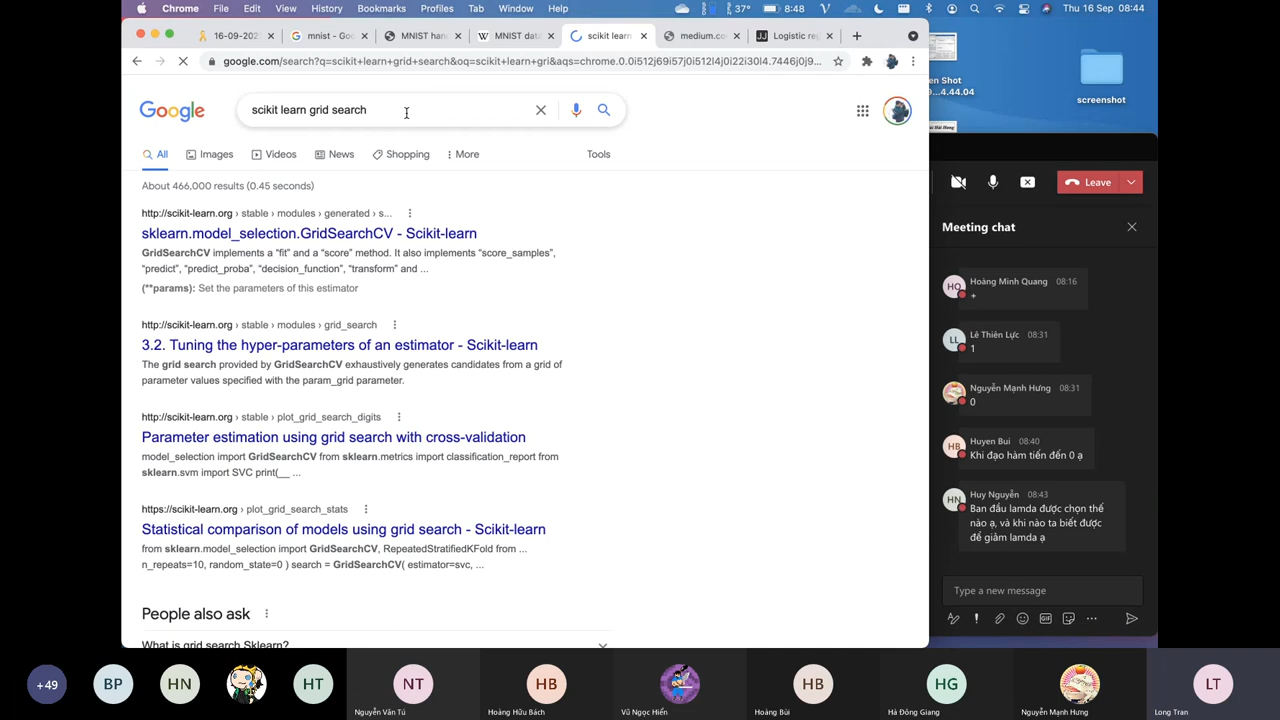 Chrome File Edit View History Bookmarks Profiles Tab Window Help
37° 8:48 Thu 16 Sep 08:44
16-09-202
mnist - Goo
MNIST han
MNIST data
scikit learn
medium.co
Logistic reg
google.com/search?q=scikit+learn+grid+search&oq=scikit+learn+gri&aqs=chrome.0.0i512j69i57j0i512l4j0i22i30l4.7446j0j9...
Google
scikit learn grid search
All Images Videos News Shopping More Tools
About 466,000 results (0.45 seconds)
http://scikit-learn.org › stable › modules › generated › s...
sklearn.model_selection.GridSearchCV - Scikit-learn
GridSearchCV implements a “fit” and a “score” method. It also implements “score_samples”,
“predict”, “predict_proba”, “decision_function”, “transform” and ...
(**params): Set the parameters of this estimator
http://scikit-learn.org › stable › modules › grid_search
3.2. Tuning the hyper-parameters of an estimator - Scikit-learn
The grid search provided by GridSearchCV exhaustively generates candidates from a grid of
parameter values specified with the param_grid parameter.
http://scikit-learn.org › stable › plot_grid_search_digits
Parameter estimation using grid search with cross-validation
model_selection import GridSearchCV from sklearn.metrics import classification_report from
sklearn.svm import SVC print(__ ...
https://scikit-learn.org › plot_grid_search_stats
Statistical comparison of models using grid search - Scikit-learn
from sklearn.model_selection import GridSearchCV, RepeatedStratifiedKFold from ...
n_repeats=10, random_state=0 ) search = GridSearchCV( estimator=svc, ...
People also ask
What is grid search Sklearn?
en Shot
9...4.44.04
screenshot
Leave
Meeting chat
HQ
Hoàng Minh Quang 08:16
+
LL
Lê Thiên Lực 08:31
1
Nguyễn Mạnh Hưng 08:31
0
HB
Huyen Bui 08:40
Khi đạo hàm tiến đến 0 ạ
HN
Huy Nguyễn 08:43
Ban đầu lamda được chọn thế
nào ạ, và khi nào ta biết được
để giảm lamda ạ
Type a new message
GIF
+49 BP HN HT NT HB HB HG LT
Nguyễn Văn Tú Hoàng Hữu Bách Vũ Ngọc Hiển Hoàng Bùi Hà Đông Giang Nguyễn Mạnh Hưng Long Tran